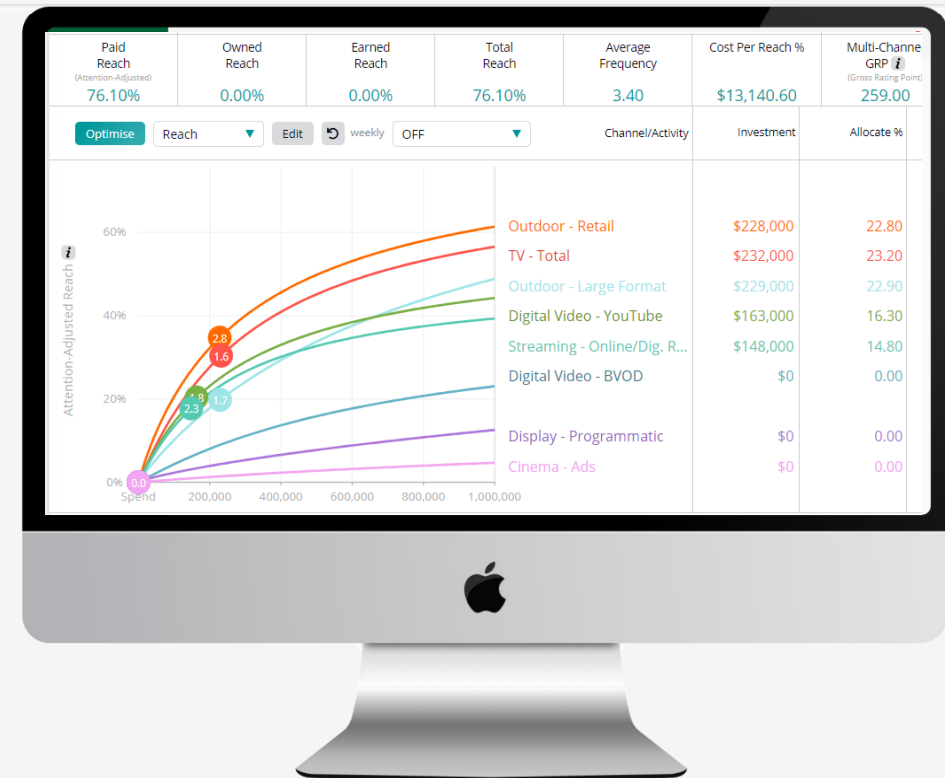 Paid Reach
(Attention-Adjusted)
76.10%
Owned Reach
0.00%
Earned Reach
0.00%
Total Reach
76.10%
Average Frequency
3.40
Cost Per Reach %
$13,140.60
Multi-Channe
GRP i
(Gross Rating Point
259.00
Optimise
Reach
Edit
weekly
OFF
Channel/Activity
Investment
Allocate %
i
Attention-Adjusted Reach
60%
40%
20%
0%
2.8
1.6
1.8
2.3
1.7
0.0
Spend
200,000
400,000
600,000
800,000
1,000,000
Outdoor - Retail $228,000 22.80
TV - Total $232,000 23.20
Outdoor - Large Format $229,000 22.90
Digital Video - YouTube $163,000 16.30
Streaming - Online/Dig. R... $148,000 14.80
Digital Video - BVOD $0 0.00
Display - Programmatic $0 0.00
Cinema - Ads $0 0.00